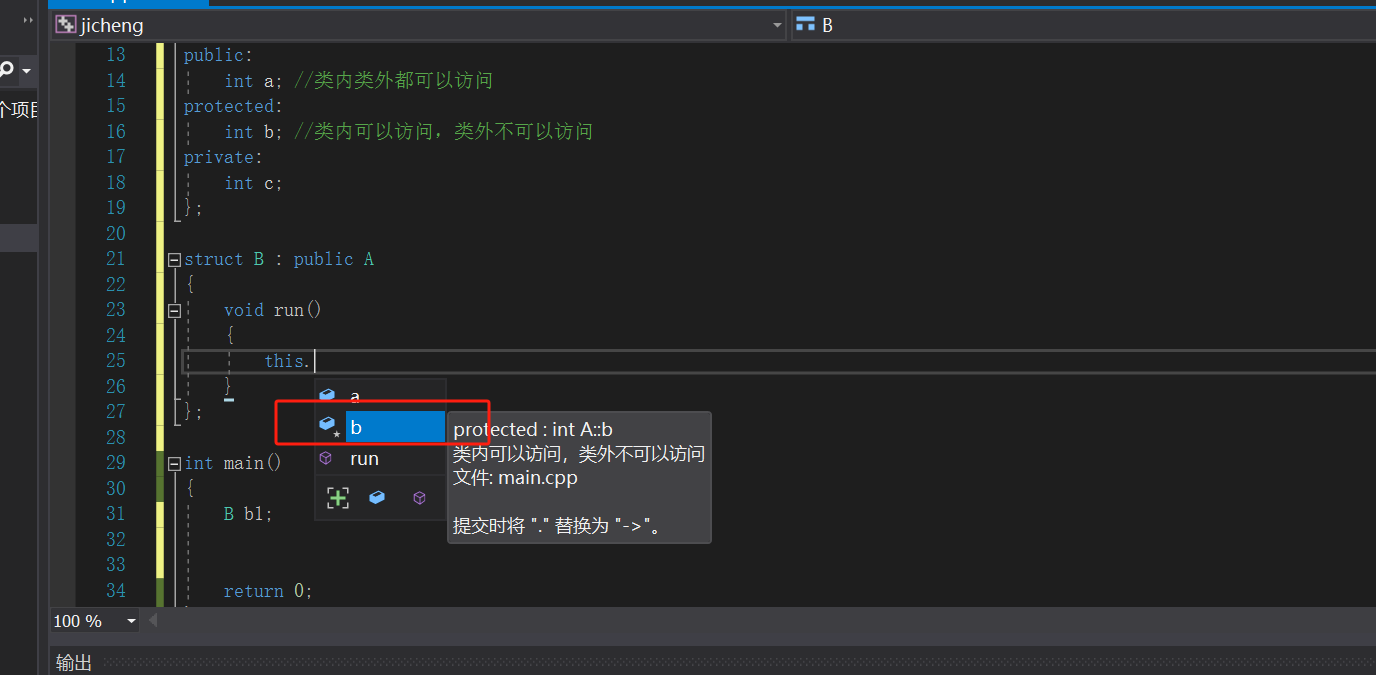 jicheng B
13 public:
14 int a; //类内类外都可以访问
15 protected:
16 int b; //类内可以访问，类外不可以访问
17 private:
18 int c;
19 };
个项目
20
21 struct B : public A
22 {
23 void run()
24 {
25 this.
26 }
27 };
28
29 int main()
30 {
31 B b1;
32
33
34 return 0;
a
b
run
protected : int A::b
类内可以访问，类外不可以访问
文件: main.cpp
提交时将 "." 替换为 "->"。
100 %
输出